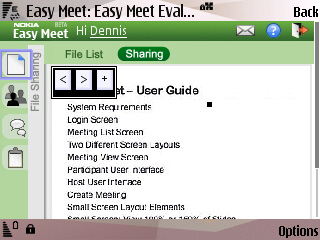 Easy Meet: Easy Meet Eval... Back
NOKIA BETA
Easy Meet Hi Dennis
File List Sharing
File Sharing
< > +
et – User Guide
System Requirements
Login Screen
Meeting List Screen
Two Different Screen Layouts
Meeting View Screen
Participant User Interface
Host User Interface
Create Meeting
Small Screen Layout Elements
Small Screen: View 100% or 150% of Slides
Options